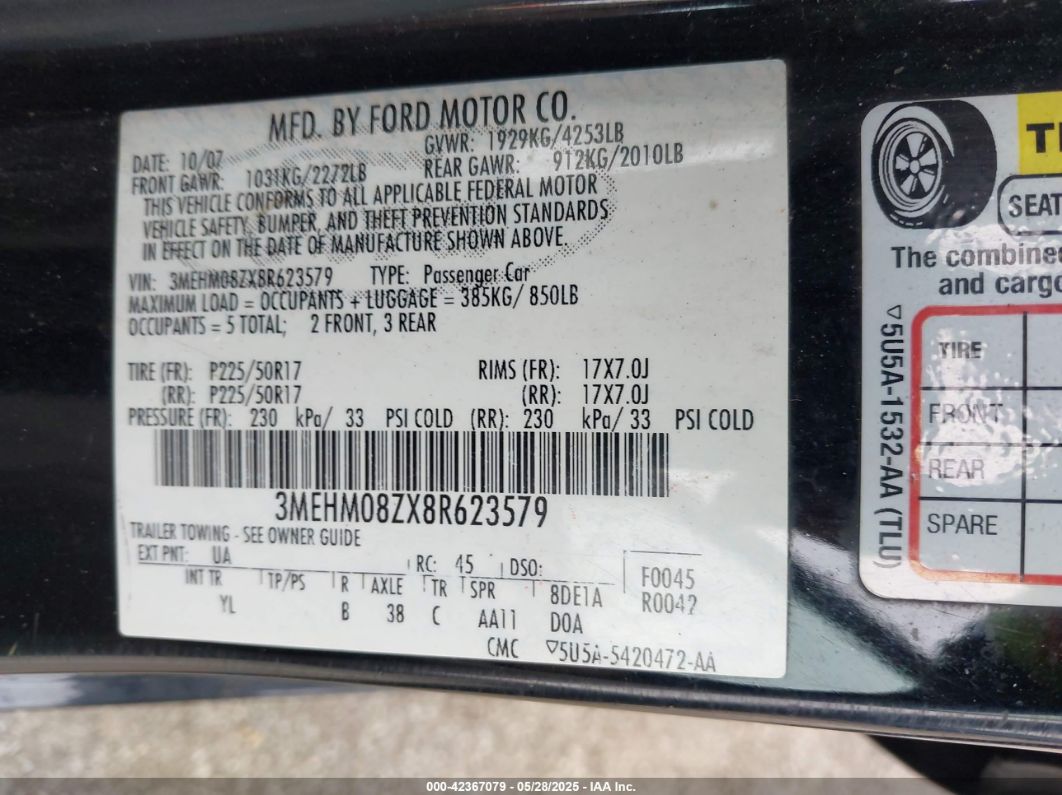 MFD. BY FORD MOTOR CO.
DATE: 10/07 GVWR: 1929KG/4253LB
FRONT GAWR: 1031KG/2272LB REAR GAWR: 912KG/2010LB
THIS VEHICLE CONFORMS TO ALL APPLICABLE FEDERAL MOTOR
VEHICLE SAFETY, BUMPER, AND THEFT PREVENTION STANDARDS
IN EFFECT ON THE DATE OF MANUFACTURE SHOWN ABOVE.
VIN: 3MEHM08ZX8R623579 TYPE: Passenger Car
MAXIMUM LOAD = OCCUPANTS + LUGGAGE = 385KG/ 850LB
OCCUPANTS = 5 TOTAL; 2 FRONT, 3 REAR
TIRE (FR): P225/50R17 RIMS (FR): 17X7.0J
(RR): P225/50R17 (RR): 17X7.0J
PRESSURE (FR): 230 kPa/ 33 PSI COLD (RR): 230 kPa/ 33 PSI COLD
3MEHM08ZX8R623579
TRAILER TOWING - SEE OWNER GUIDE
EXT PNT: UA RC: 45 DSO: F0045
INT TR TP/PS R AXLE TR SPR 8DE1A R0042
YL B 38 C AA11 D0A
CMC ▽5U5A-5420472-AA
SEAT
The combined
and cargo
TIRE
FRONT
REAR
SPARE
▽5U5A-1532-AA (TLU)
000-42367079 - 05/28/2025 - IAA Inc.